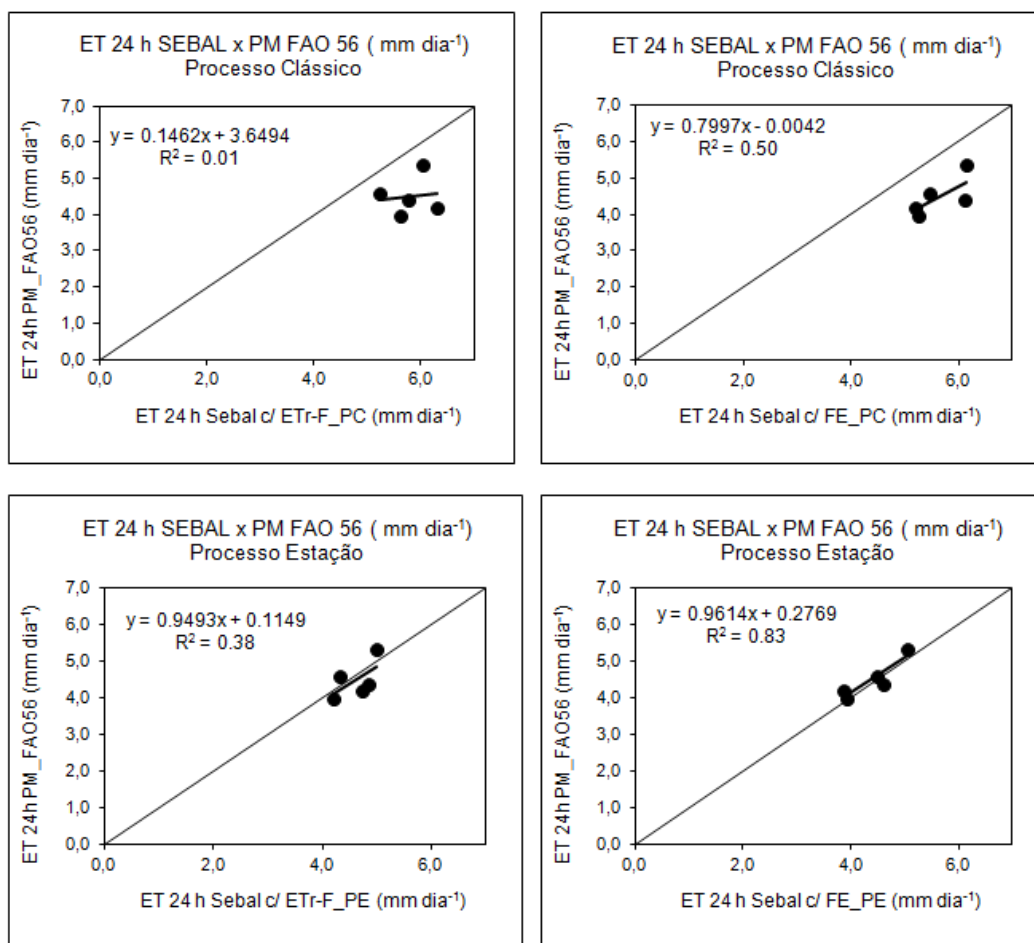 ET 24 h SEBAL x PM FAO 56 ( mm dia⁻¹)
Processo Clássico
7,0
6,0
5,0
4,0
3,0
2,0
1,0
0,0
y = 0.1462x + 3.6494
R² = 0.01
ET 24h PM_FAO56 (mm dia⁻¹)
0,0 2,0 4,0 6,0
ET 24 h Sebal c/ ETr-F_PC (mm dia⁻¹)
ET 24 h SEBAL x PM FAO 56 ( mm dia⁻¹)
Processo Clássico
7,0
6,0
5,0
4,0
3,0
2,0
1,0
0,0
y = 0.7997x - 0.0042
R² = 0.50
ET 24h PM_FAO56 (mm dia⁻¹)
0,0 2,0 4,0 6,0
ET 24 h Sebal c/ FE_PC (mm dia⁻¹)
ET 24 h SEBAL x PM FAO 56 ( mm dia⁻¹)
Processo Estação
7,0
6,0
5,0
4,0
3,0
2,0
1,0
0,0
y = 0.9493x + 0.1149
R² = 0.38
ET 24h PM_FAO56 (mm dia⁻¹)
0,0 2,0 4,0 6,0
ET 24 h Sebal c/ ETr-F_PE (mm dia⁻¹)
ET 24 h SEBAL x PM FAO 56 ( mm dia⁻¹)
Processo Estação
7,0
6,0
5,0
4,0
3,0
2,0
1,0
0,0
y = 0.9614x + 0.2769
R² = 0.83
ET 24h PM_FAO56 (mm dia⁻¹)
0,0 2,0 4,0 6,0
ET 24 h Sebal c/ FE_PE (mm dia⁻¹)